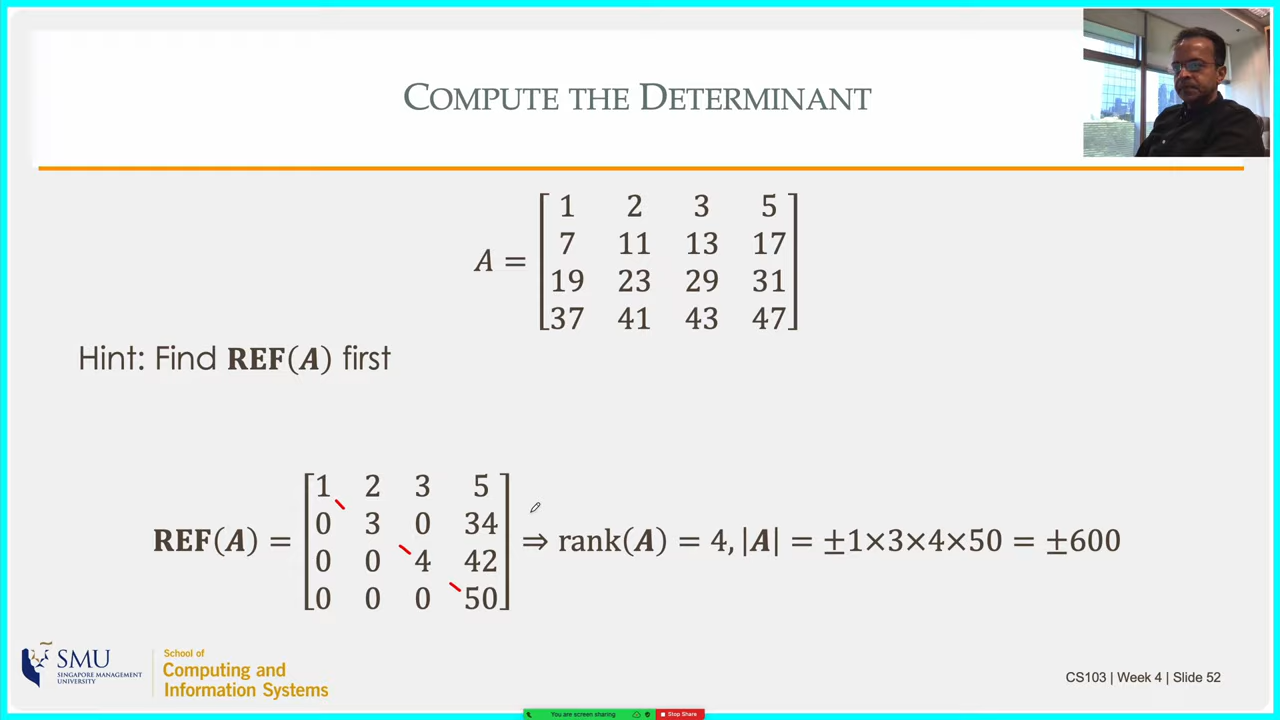 COMPUTE THE DETERMINANT
A = [1 2 3 5
7 11 13 17
19 23 29 31
37 41 43 47]
Hint: Find REF(A) first
REF(A) = [1 2 3 5
0 3 0 34
0 0 4 42
0 0 0 50] ⇒ rank(A) = 4, |A| = ±1×3×4×50 = ±600
SMU
SINGAPORE MANAGEMENT
UNIVERSITY
School of
Computing and
Information Systems
CS103 | Week 4 | Slide 52
You are screen sharing
Stop Share